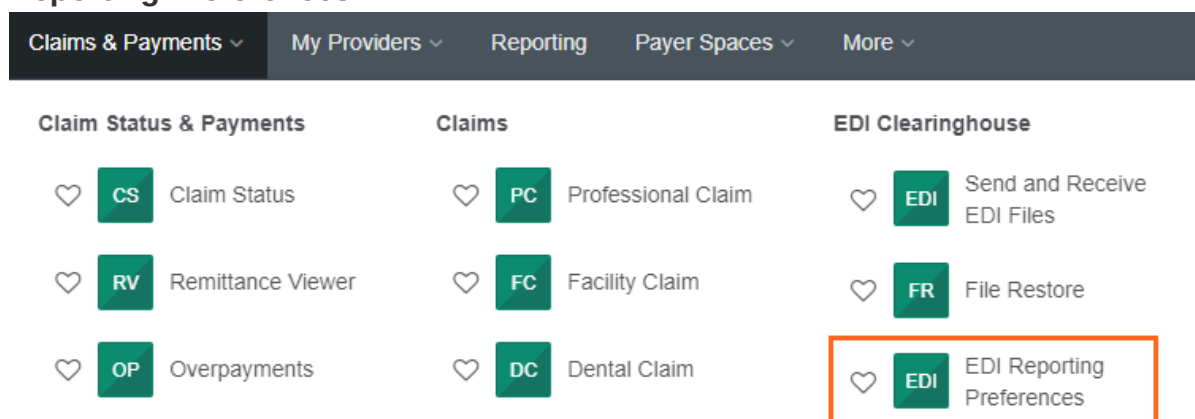 Claims & Payments
My Providers
Reporting
Payer Spaces
More
Claim Status & Payments
CS Claim Status
RV Remittance Viewer
OP Overpayments
Claims
PC Professional Claim
FC Facility Claim
DC Dental Claim
EDI Clearinghouse
EDI Send and Receive
EDI Files
FR File Restore
EDI EDI Reporting
Preferences